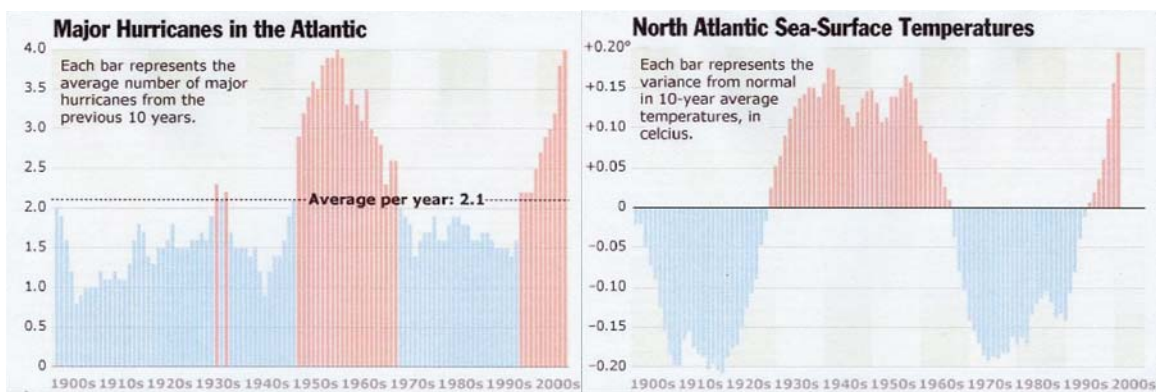 Major Hurricanes in the Atlantic
4.0
3.5
3.0
2.5
2.0
1.5
1.0
0.5
0
Each bar represents the
average number of major
hurricanes from the
previous 10 years.
Average per year: 2.1
1900s 1910s 1920s 1930s 1940s 1950s 1960s 1970s 1980s 1990s 2000s
North Atlantic Sea-Surface Temperatures
+0.20°
+0.15
+0.10
+0.05
0
−0.05
−0.10
−0.15
−0.20
Each bar represents the
variance from normal
in 10-year average
temperatures, in
celcius.
1900s 1910s 1920s 1930s 1940s 1950s 1960s 1970s 1980s 1990s 2000s